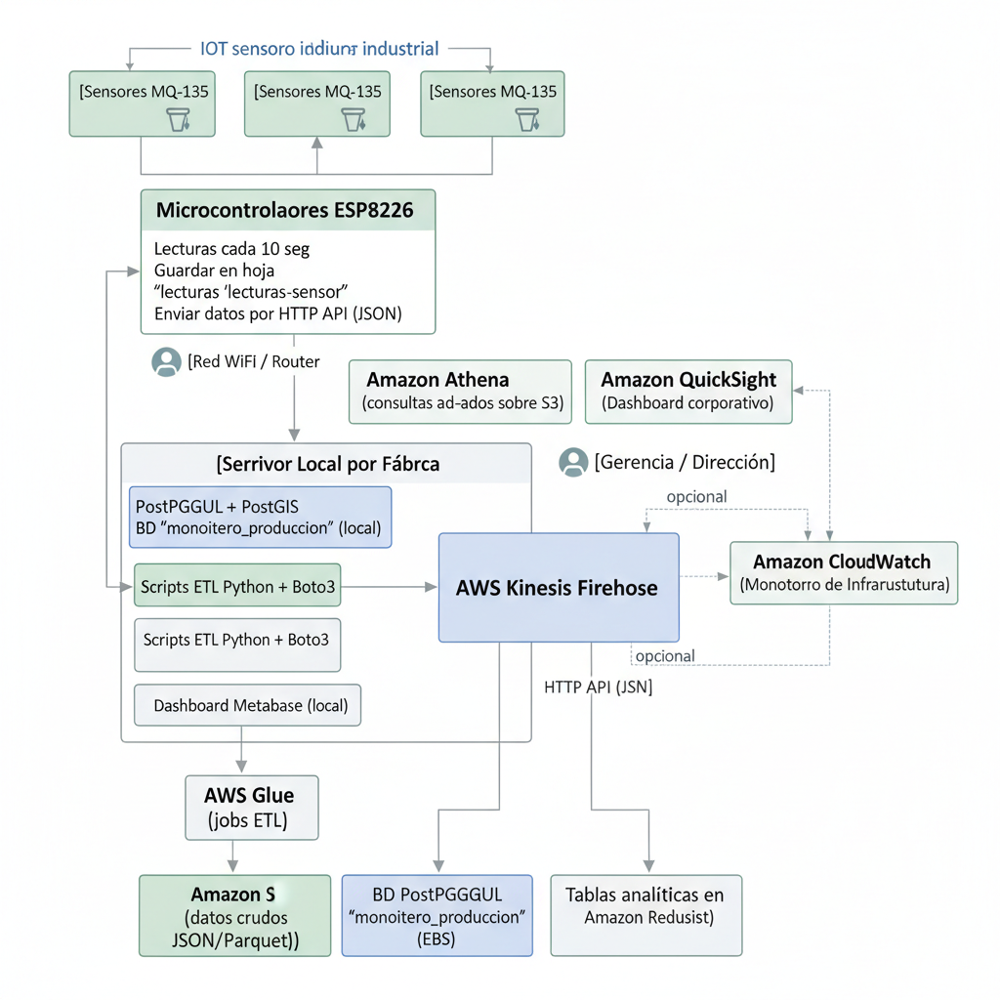 IOT sensoro iodiunr industrial
[Sensores MQ-135
[Sensores MQ-135
[Sensores MQ-135
Microcontrolaores ESP8226
Lecturas cada 10 seg
Guardar en hoja
“lecturas ‘lecturas-sensor”
Enviar datos por HTTP API (JSON)
[Red WiFi / Router
Amazon Athena
(consultas ad-ados sobre S3)
Amazon QuickSight
(Dashboard corporativo)
[Serrivor Local por Fábrca
[Gerencia / Dirección]
PostPGGUL + PostGIS
BD “monoitero_produccion” (local)
opcional
Scripts ETL Python + Boto3
AWS Kinesis Firehose
Amazon CloudWatch
(Monotorro de Infrarustutura)
Scripts ETL Python + Boto3
opcional
HTTP API (JSN]
Dashboard Metabase (local)
AWS Glue
(jobs ETL)
Amazon S
(datos crudos
JSON/Parquet))
BD PostPGGGUL
“monoitero_produccion”
(EBS)
Tablas analíticas en
Amazon Redusist)